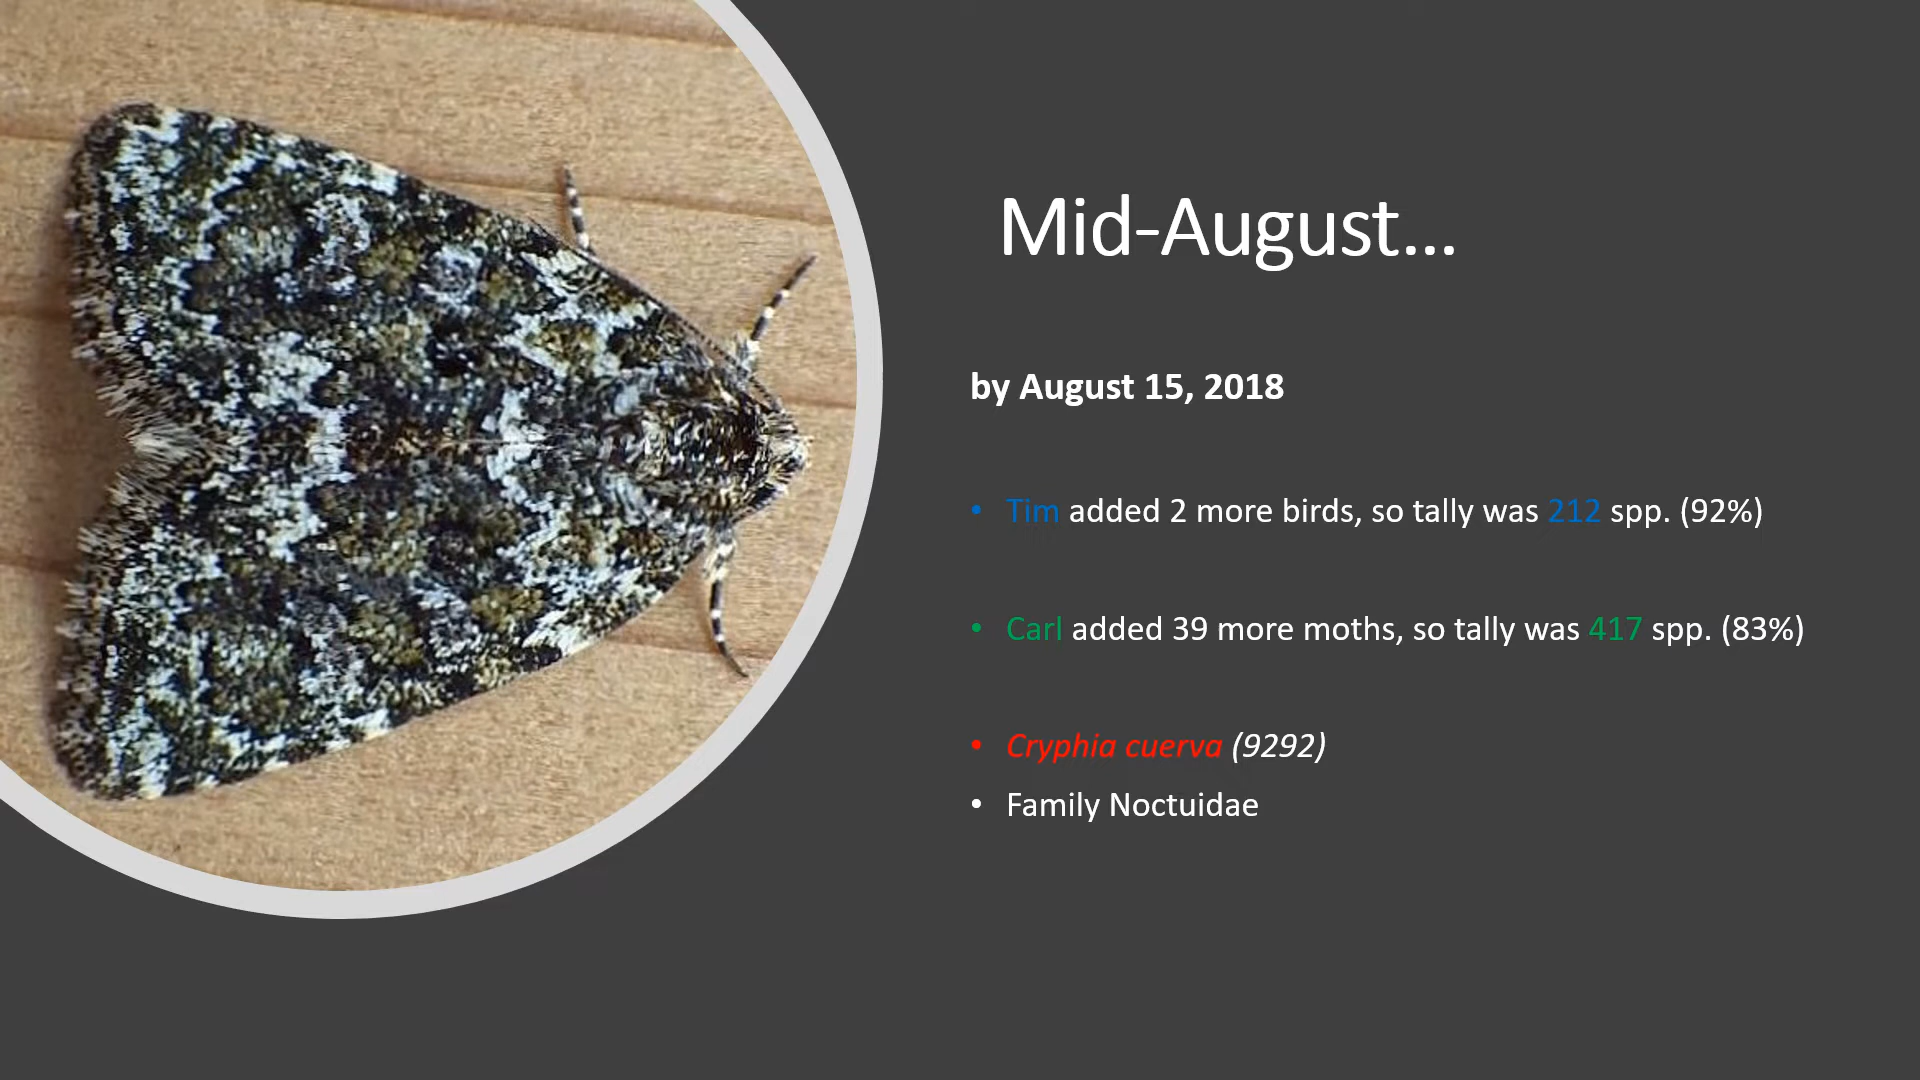 Mid-August...
by August 15, 2018
• Tim added 2 more birds, so tally was 212 spp. (92%)
• Carl added 39 more moths, so tally was 417 spp. (83%)
• Cryphia cuerva (9292)
• Family Noctuidae